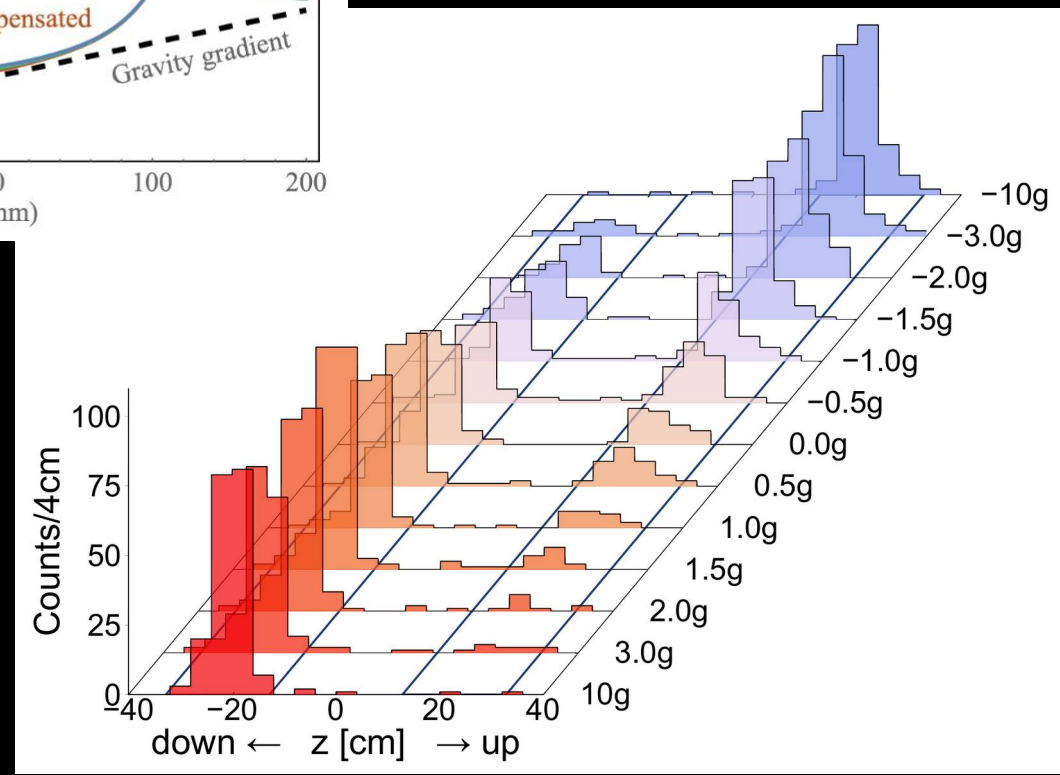 pensated
Gravity gradient
100 200
−10g
−3.0g
−2.0g
−1.5g
−1.0g
−0.5g
0.0g
0.5g
1.0g
1.5g
2.0g
3.0g
10g
Counts/4cm
100
75
50
25
0
−40 −20 0 20 40
down ← z [cm] → up